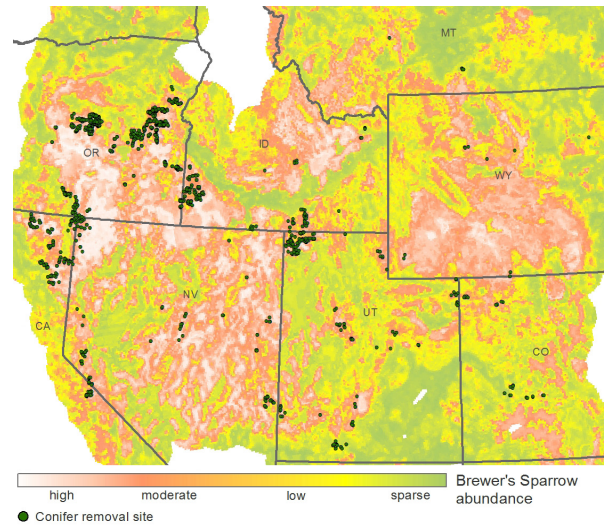 MT
OR
ID
WY
NV
UT
CA
CO
high moderate low sparse
Brewer's Sparrow
abundance
Conifer removal site